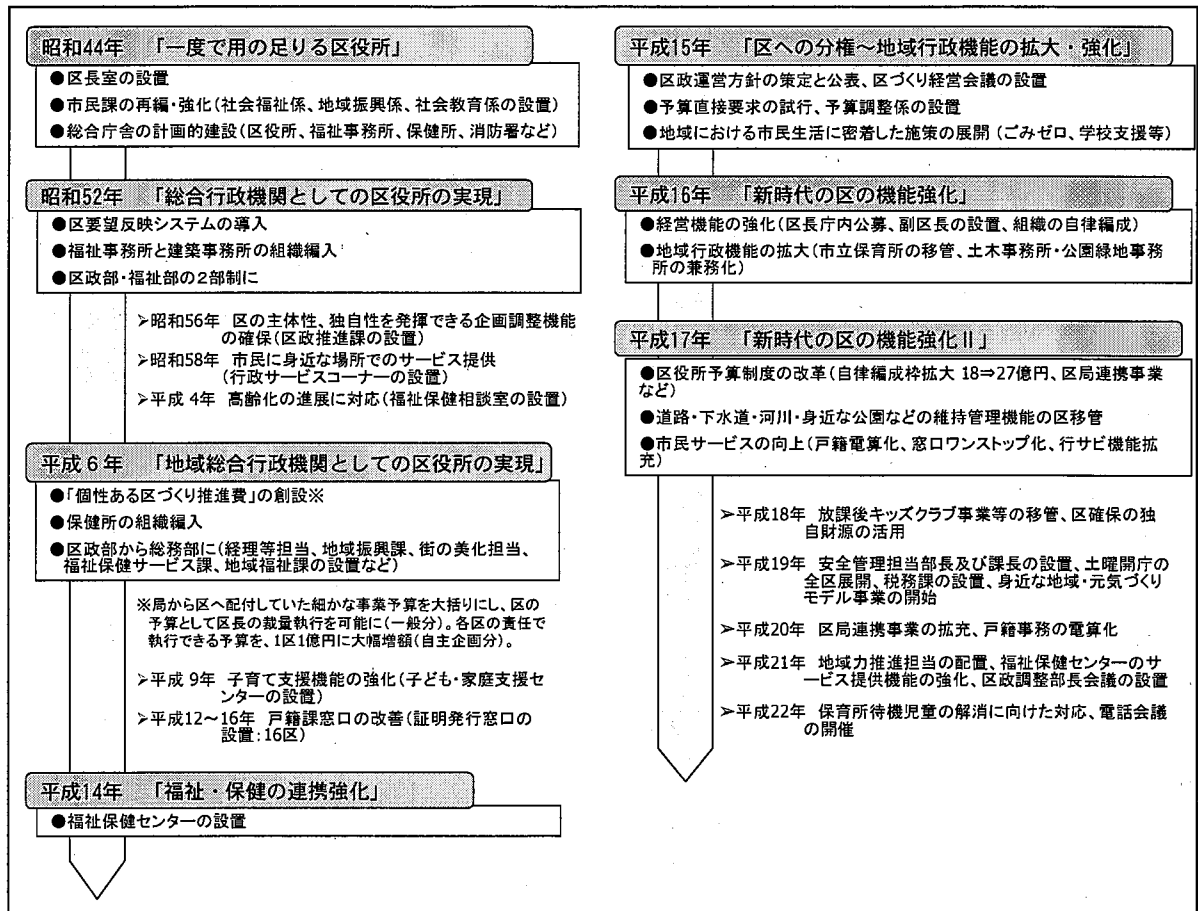 昭和44年　「一度で用の足りる区役所」
●区長室の設置
●市民課の再編・強化（社会福祉係、地域振興係、社会教育係の設置）
●総合庁舎の計画的建設（区役所、福祉事務所、保健所、消防署など）
昭和52年　「総合行政機関としての区役所の実現」
●区要望反映システムの導入
●福祉事務所と建築事務所の組織編入
●区政部・福祉部の２部制に
➢昭和56年　区の主体性、独自性を発揮できる企画調整機能
の確保（区政推進課の設置）
➢昭和58年　市民に身近な場所でのサービス提供
（行政サービスコーナーの設置）
➢平成 4年　高齢化の進展に対応（福祉保健相談室の設置）
平成６年　「地域総合行政機関としての区役所の実現」
●「個性ある区づくり推進費」の創設※
●保健所の組織編入
●区政部から総務部に（経理等担当、地域振興課、街の美化担当、
福祉保健サービス課、地域福祉課の設置など）
※局から区へ配付していた細かな事業予算を大括りにし、区の
予算として区長の裁量執行を可能に（一般分）。各区の責任で
執行できる予算を、1区1億円に大幅増額（自主企画分）。
➢平成 9年　子育て支援機能の強化（子ども・家庭支援セ
ンターの設置）
➢平成12～16年　戸籍課窓口の改善（証明発行窓口の
設置：16区）
平成14年　「福祉・保健の連携強化」
●福祉保健センターの設置
平成15年　「区への分権～地域行政機能の拡大・強化」
●区政運営方針の策定と公表、区づくり経営会議の設置
●予算直接要求の試行、予算調整係の設置
●地域における市民生活に密着した施策の展開（ごみゼロ、学校支援等）
平成16年　「新時代の区の機能強化」
●経営機能の強化（区長庁内公募、副区長の設置、組織の自律編成）
●地域行政機能の拡大（市立保育所の移管、土木事務所・公園緑地事務
所の兼務化）
平成17年　「新時代の区の機能強化Ⅱ」
●区役所予算制度の改革（自律編成枠拡大 18⇒27億円、区局連携事業
など）
●道路・下水道・河川・身近な公園などの維持管理機能の区移管
●市民サービスの向上（戸籍電算化、窓口ワンストップ化、行サビ機能拡
充）
➢平成18年　放課後キッズクラブ事業等の移管、区確保の独
自財源の活用
➢平成19年　安全管理担当部長及び課長の設置、土曜開庁の
全区展開、税務課の設置、身近な地域・元気づくり
モデル事業の開始
➢平成20年　区局連携事業の拡充、戸籍事務の電算化
➢平成21年　地域力推進担当の配置、福祉保健センターのサ
ービス提供機能の強化、区政調整部長会議の設置
➢平成22年　保育所待機児童の解消に向けた対応、電話会議
の開催